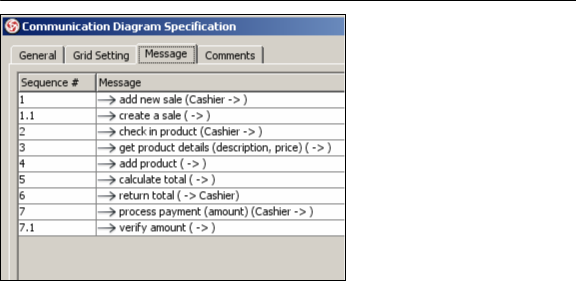 Communication Diagram Specification
General Grid Setting Message Comments
Sequence # Message
1 —> add new sale (Cashier -> )
1.1 —> create a sale ( -> )
2 —> check in product (Cashier -> )
3 —> get product details (description, price) ( -> )
4 —> add product ( -> )
5 —> calculate total ( -> )
6 —> return total ( -> Cashier)
7 —> process payment (amount) (Cashier -> )
7.1 —> verify amount ( -> )